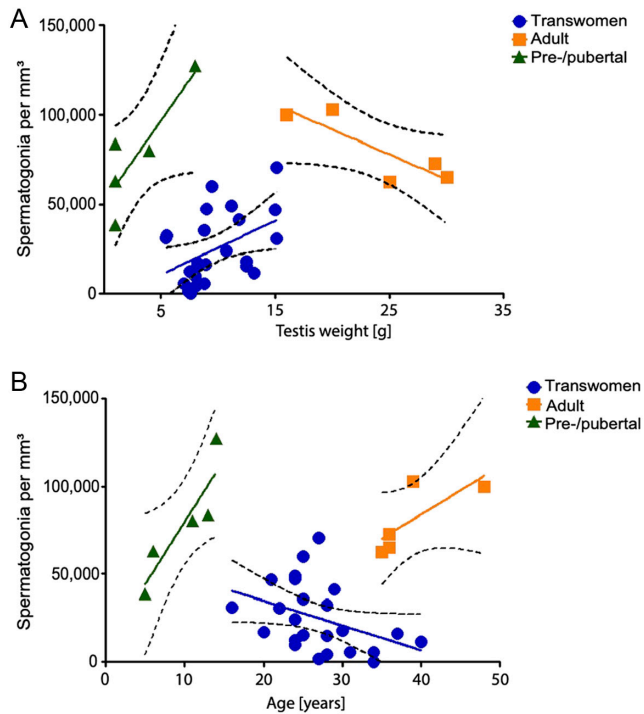 A
Spermatogonia per mm³
150,000
100,000
50,000
0
5
15
25
35
Testis weight [g]
Transwomen
Adult
Pre-/pubertal
B
Spermatogonia per mm³
150,000
100,000
50,000
0
0
10
20
30
40
50
Age [years]
Transwomen
Adult
Pre-/pubertal